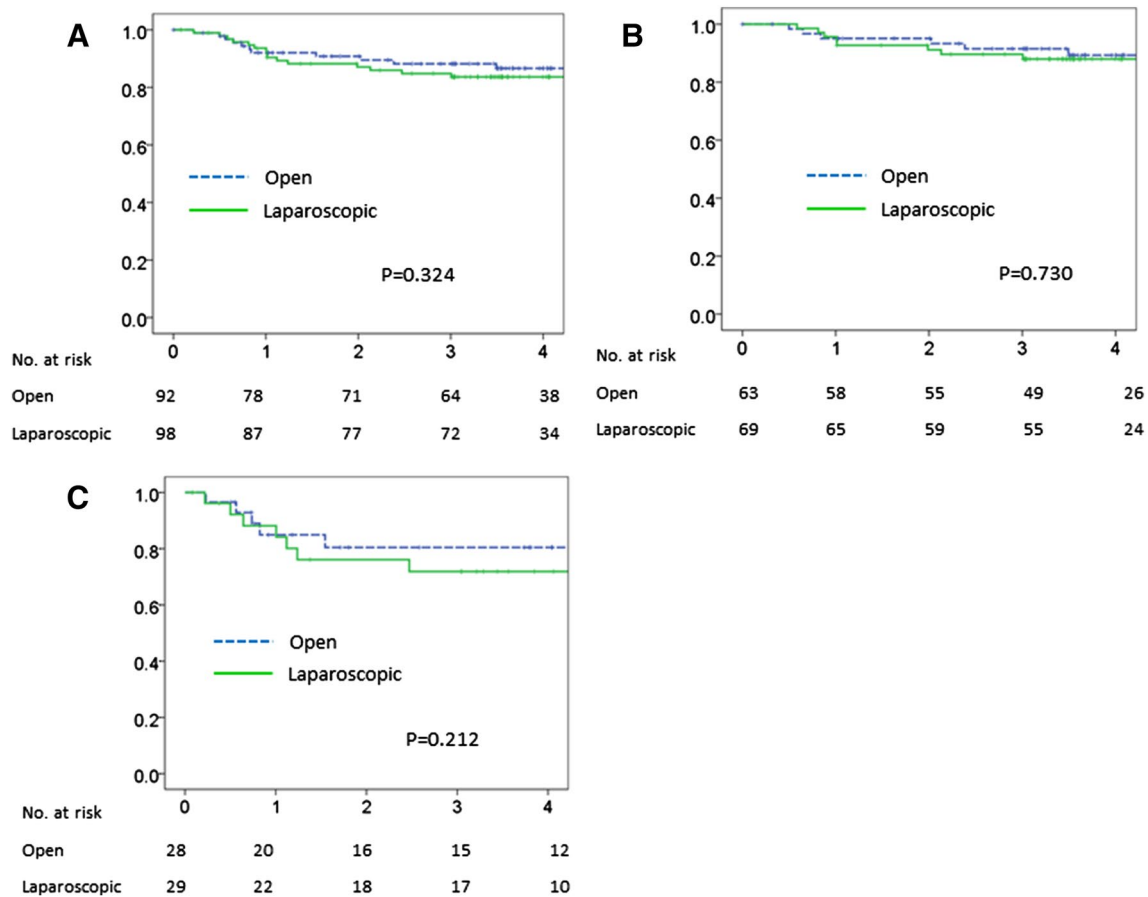 A
1.0
0.8
0.6
0.4
0.2
0.0
Open
Laparoscopic
P=0.324
0 1 2 3 4
No. at risk
Open 92 78 71 64 38
Laparoscopic 98 87 77 72 34
B
1.0
0.8
0.6
0.4
0.2
0.0
Open
Laparoscopic
P=0.730
0 1 2 3 4
No. at risk
Open 63 58 55 49 26
Laparoscopic 69 65 59 55 24
C
1.0
0.8
0.6
0.4
0.2
0.0
Open
Laparoscopic
P=0.212
0 1 2 3 4
No. at risk
Open 28 20 16 15 12
Laparoscopic 29 22 18 17 10